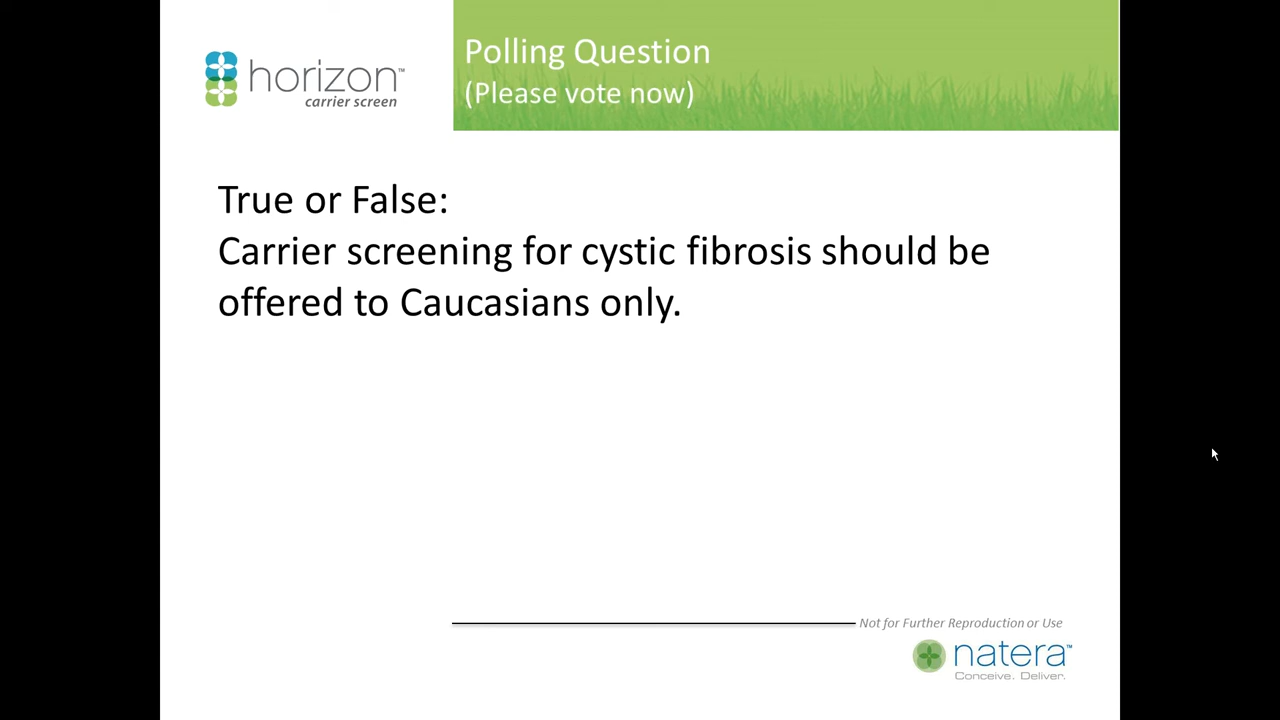 horizon™
carrier screen
Polling Question
(Please vote now)
True or False:
Carrier screening for cystic fibrosis should be
offered to Caucasians only.
Not for Further Reproduction or Use
natera™
Conceive. Deliver.